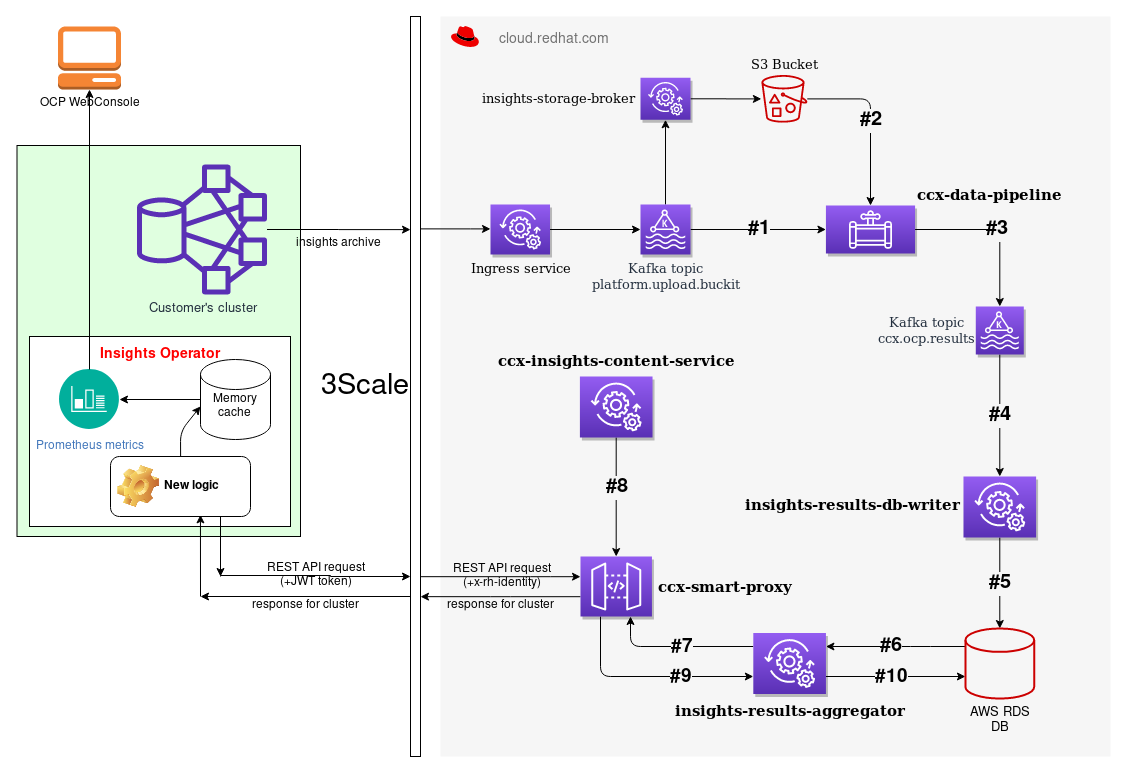 cloud.redhat.com
OCP WebConsole
S3 Bucket
insights-storage-broker
#2
ccx-data-pipeline
insights archive
#1
#3
Ingress service
Kafka topic
platform.upload.buckit
Customer's cluster
Kafka topic
ccx.ocp.results
Insights Operator
ccx-insights-content-service
3Scale
Memory
cache
#4
Prometheus metrics
New logic
#8
insights-results-db-writer
REST API request
(+JWT token)
REST API request
(+x-rh-identity)
#5
ccx-smart-proxy
response for cluster
response for cluster
#7
#6
#9
#10
insights-results-aggregator
AWS RDS
DB